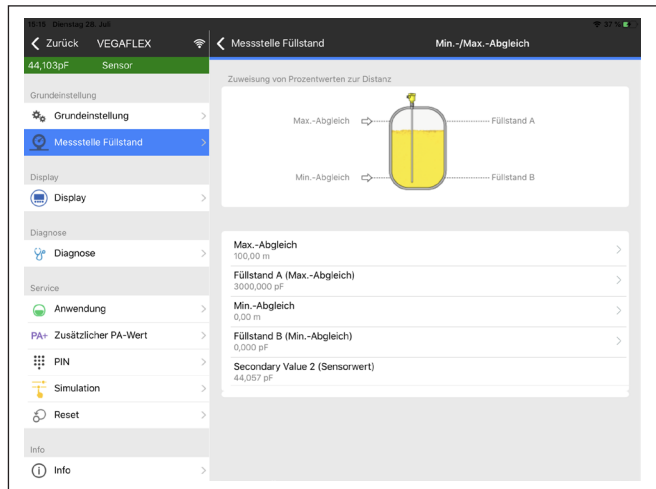 15:15 Dienstag 28. Juli
37 %
Zurück VEGAFLEX
Messstelle Füllstand
Min.-/Max.-Abgleich
44,103pF Sensor
Grundeinstellung
Grundeinstellung
Messstelle Füllstand
Display
Display
Diagnose
Diagnose
Service
Anwendung
PA+ Zusätzlicher PA-Wert
PIN
Simulation
Reset
Info
Info
Zuweisung von Prozentwerten zur Distanz
Max.-Abgleich
Füllstand A
Min.-Abgleich
Füllstand B
Max.-Abgleich
100,00 m
Füllstand A (Max.-Abgleich)
3000,000 pF
Min.-Abgleich
0,00 m
Füllstand B (Min.-Abgleich)
0,000 pF
Secondary Value 2 (Sensorwert)
44,057 pF